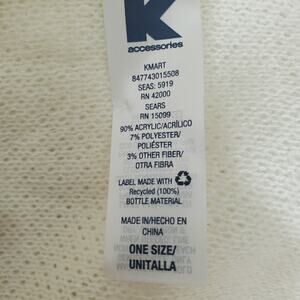 K
accessories
KMART
847743015508
SEAS: 5919
RN 42000
SEARS
RN 15099
90% ACRYLIC/ACRÍLICO
7% POLYESTER/
POLIÉSTER
3% OTHER FIBER/
OTRA FIBRA
LABEL MADE WITH
Recycled (100%)
BOTTLE MATERIAL
MADE IN/HECHO EN
CHINA
ONE SIZE/
UNITALLA